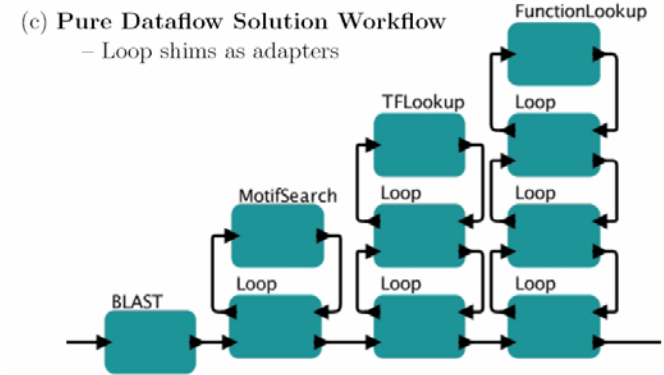 (c) Pure Dataflow Solution Workflow
– Loop shims as adapters
FunctionLookup
TFLookup
Loop
MotifSearch
Loop
Loop
BLAST
Loop
Loop
Loop